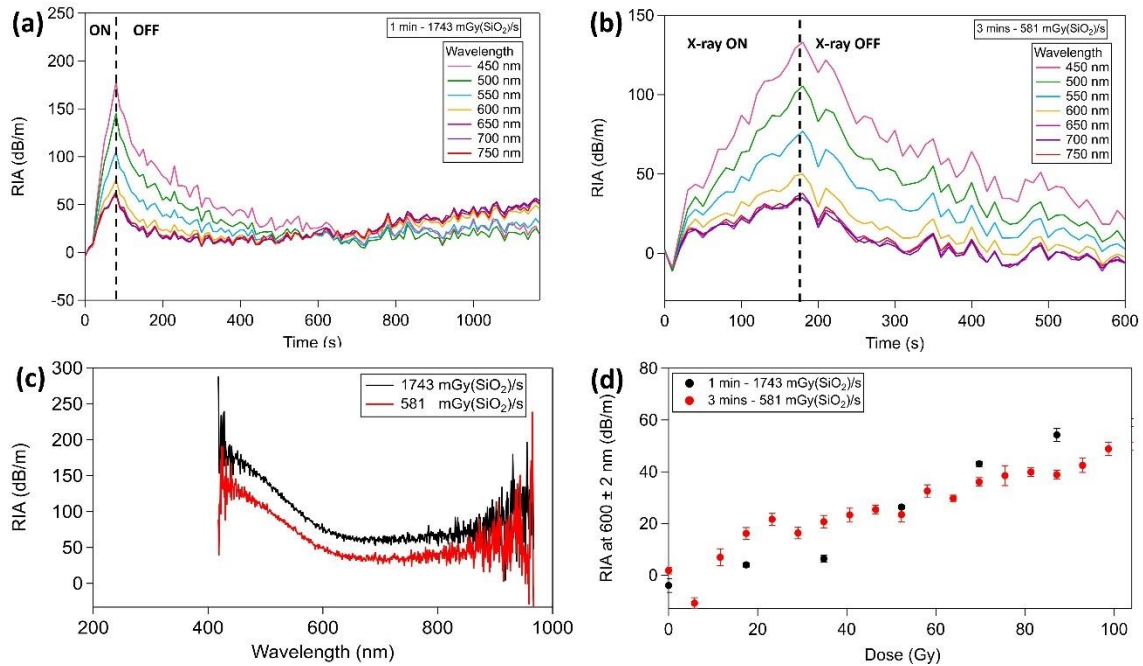 (a)
250
200
150
100
50
0
-50
RIA (dB/m)
ON
OFF
1 min - 1743 mGy(SiO₂)/s
Wavelength
450 nm
500 nm
550 nm
600 nm
650 nm
700 nm
750 nm
0 200 400 600 800 1000
Time (s)
(b)
150
100
50
0
RIA (dB/m)
X-ray ON
X-ray OFF
3 mins - 581 mGy(SiO₂)/s
Wavelength
450 nm
500 nm
550 nm
600 nm
650 nm
700 nm
750 nm
0 100 200 300 400 500 600
Time (s)
(c)
300
250
200
150
100
50
0
RIA (dB/m)
1743 mGy(SiO₂)/s
581 mGy(SiO₂)/s
200 400 600 800 1000
Wavelength (nm)
(d)
80
60
40
20
0
RIA at 600 ± 2 nm (dB/m)
1 min - 1743 mGy(SiO₂)/s
3 mins - 581 mGy(SiO₂)/s
0 20 40 60 80 100
Dose (Gy)